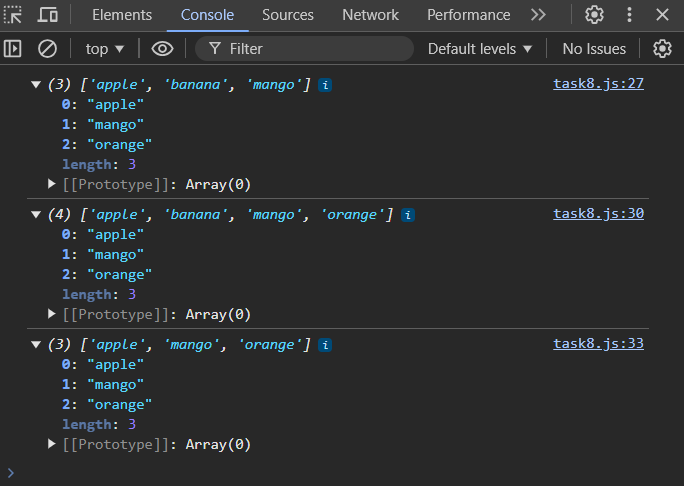 Elements Console Sources Network Performance
top ▼ Filter Default levels ▼ No Issues
▼ (3) ['apple', 'banana', 'mango'] i task8.js:27
0: "apple"
1: "mango"
2: "orange"
length: 3
▶ [[Prototype]]: Array(0)
▼ (4) ['apple', 'banana', 'mango', 'orange'] i task8.js:30
0: "apple"
1: "mango"
2: "orange"
length: 3
▶ [[Prototype]]: Array(0)
▼ (3) ['apple', 'mango', 'orange'] i task8.js:33
0: "apple"
1: "mango"
2: "orange"
length: 3
▶ [[Prototype]]: Array(0)